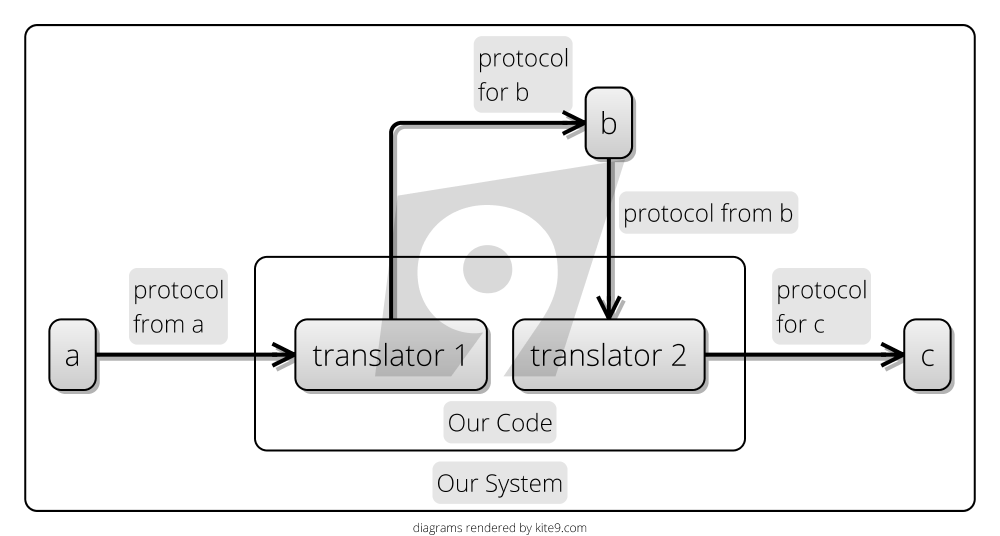 protocol
for b
b
protocol from b
protocol
from a
protocol
for c
a
translator 1
translator 2
c
Our Code
Our System
diagrams rendered by kite9.com